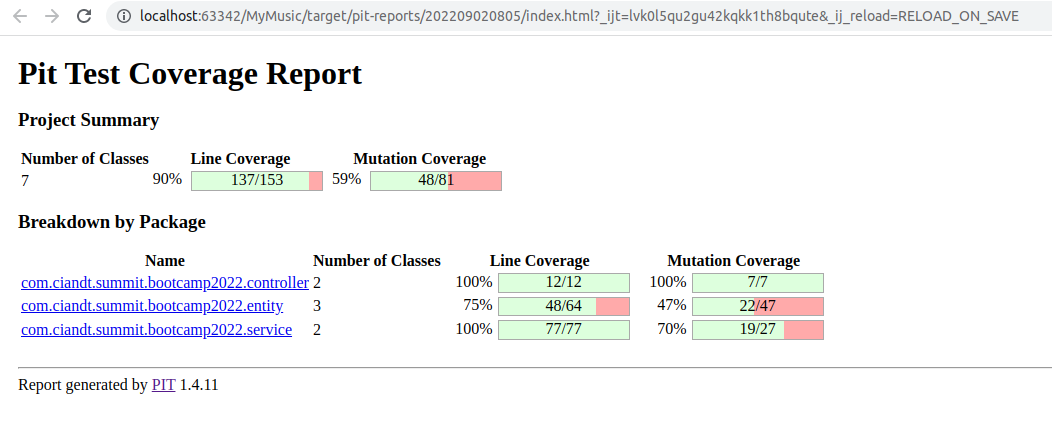 localhost:63342/MyMusic/target/pit-reports/202209020805/index.html?_ijt=lvk0l5qu2gu42kqkk1th8bqute&_ij_reload=RELOAD_ON_SAVE
Pit Test Coverage Report
Project Summary
Number of Classes Line Coverage Mutation Coverage
7 90% 137/153 59% 48/81
Breakdown by Package
Name Number of Classes Line Coverage Mutation Coverage
com.ciandt.summit.bootcamp2022.controller 2 100% 12/12 100% 7/7
com.ciandt.summit.bootcamp2022.entity 3 75% 48/64 47% 22/47
com.ciandt.summit.bootcamp2022.service 2 100% 77/77 70% 19/27
Report generated by PIT 1.4.11